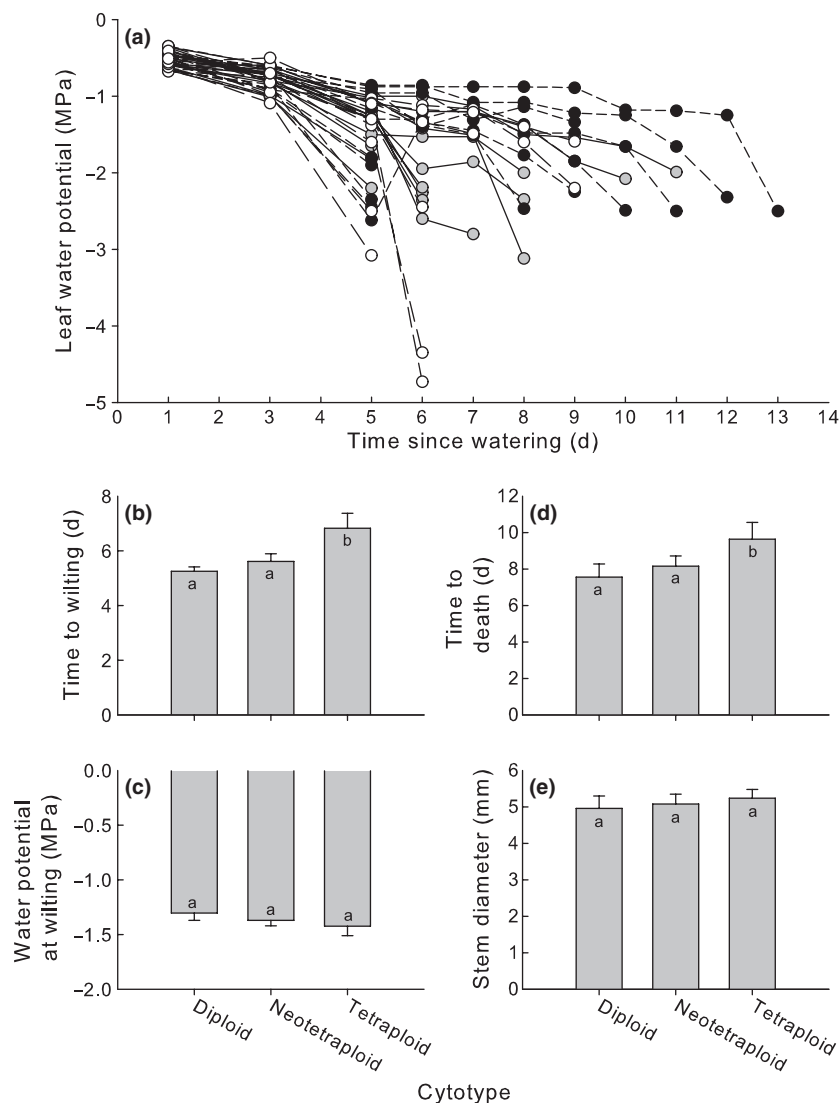 (a)
Leaf water potential (MPa)
0
−1
−2
−3
−4
−5
0 1 3 4 5 6 7 8 9 10 11 12 13 14
Time since watering (d)
(b)
Time to wilting (d)
8
6
4
2
0
a a b
(d)
Time to
death (d)
12
10
8
6
4
2
0
a a b
(c)
Water potential
at wilting (MPa)
0.0
−0.5
−1.0
−1.5
−2.0
a a a
Diploid
Neotetraploid
Tetraploid
(e)
Stem diameter (mm)
6
5
4
3
2
1
0
a a a
Diploid
Neotetraploid
Tetraploid
Cytotype